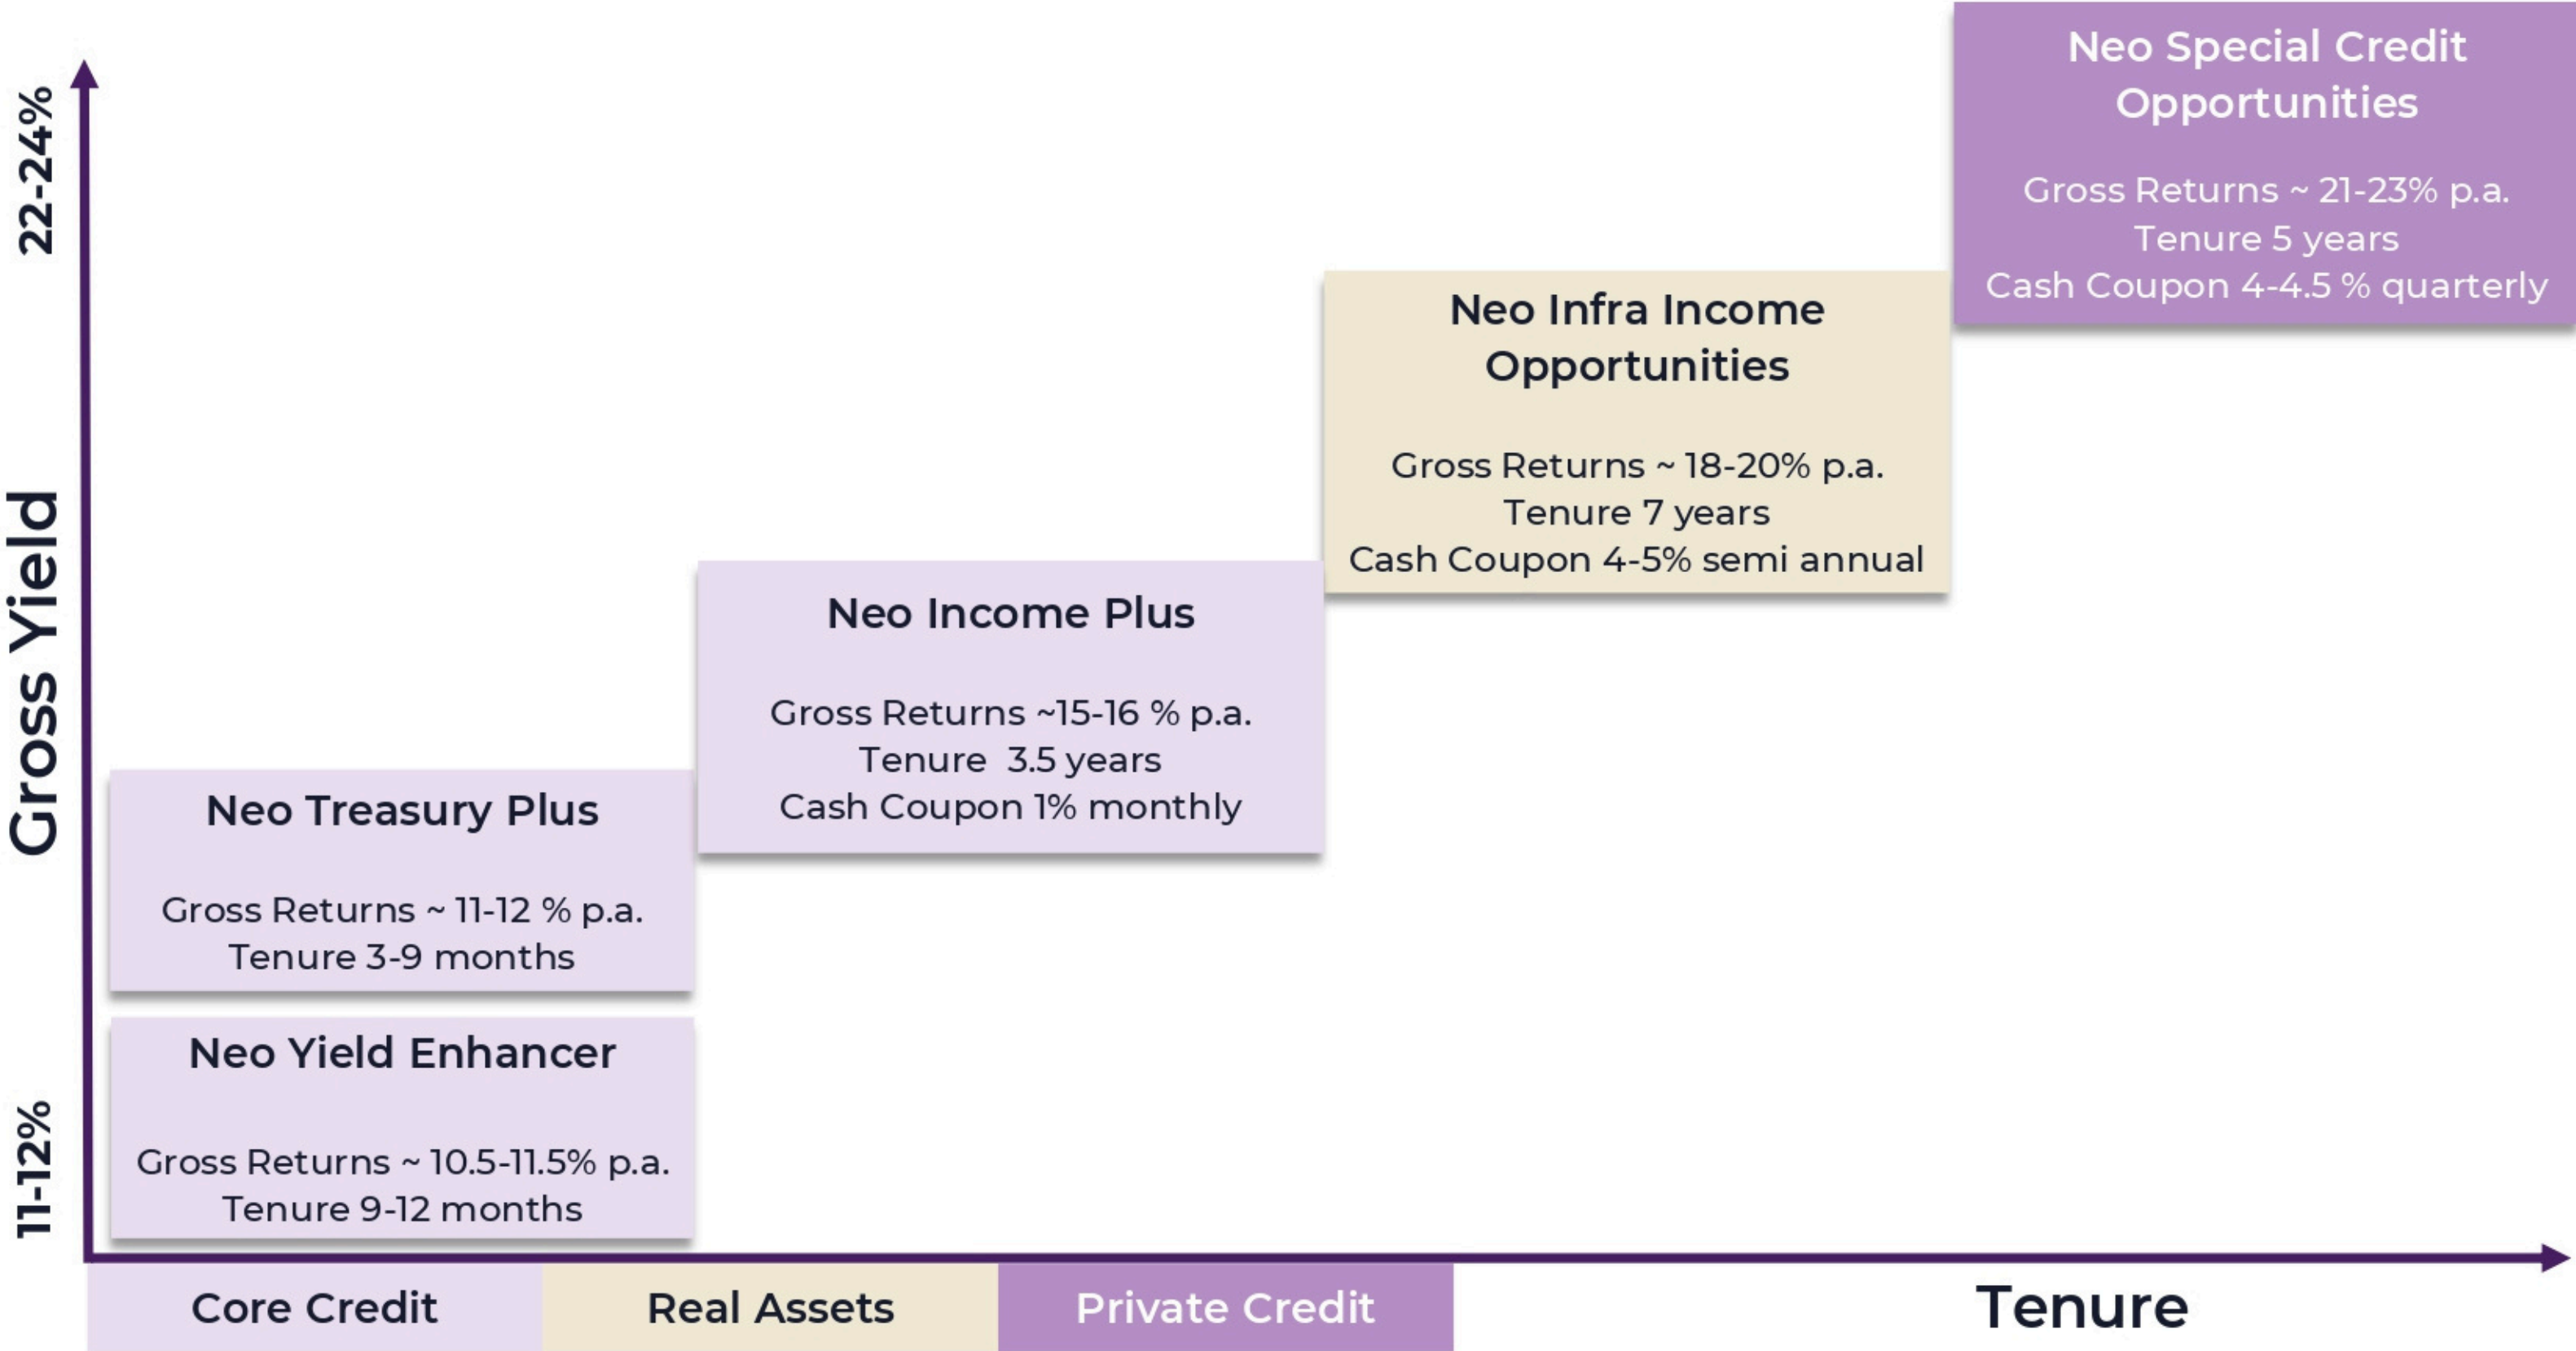 22-24%
Gross Yield
11-12%
Neo Special Credit
Opportunities
Gross Returns ~ 21-23% p.a.
Tenure 5 years
Cash Coupon 4-4.5 % quarterly
Neo Infra Income
Opportunities
Gross Returns ~ 18-20% p.a.
Tenure 7 years
Cash Coupon 4-5% semi annual
Neo Income Plus
Gross Returns ~15-16 % p.a.
Tenure 3.5 years
Cash Coupon 1% monthly
Neo Treasury Plus
Gross Returns ~ 11-12 % p.a.
Tenure 3-9 months
Neo Yield Enhancer
Gross Returns ~ 10.5-11.5% p.a.
Tenure 9-12 months
Core Credit
Real Assets
Private Credit
Tenure